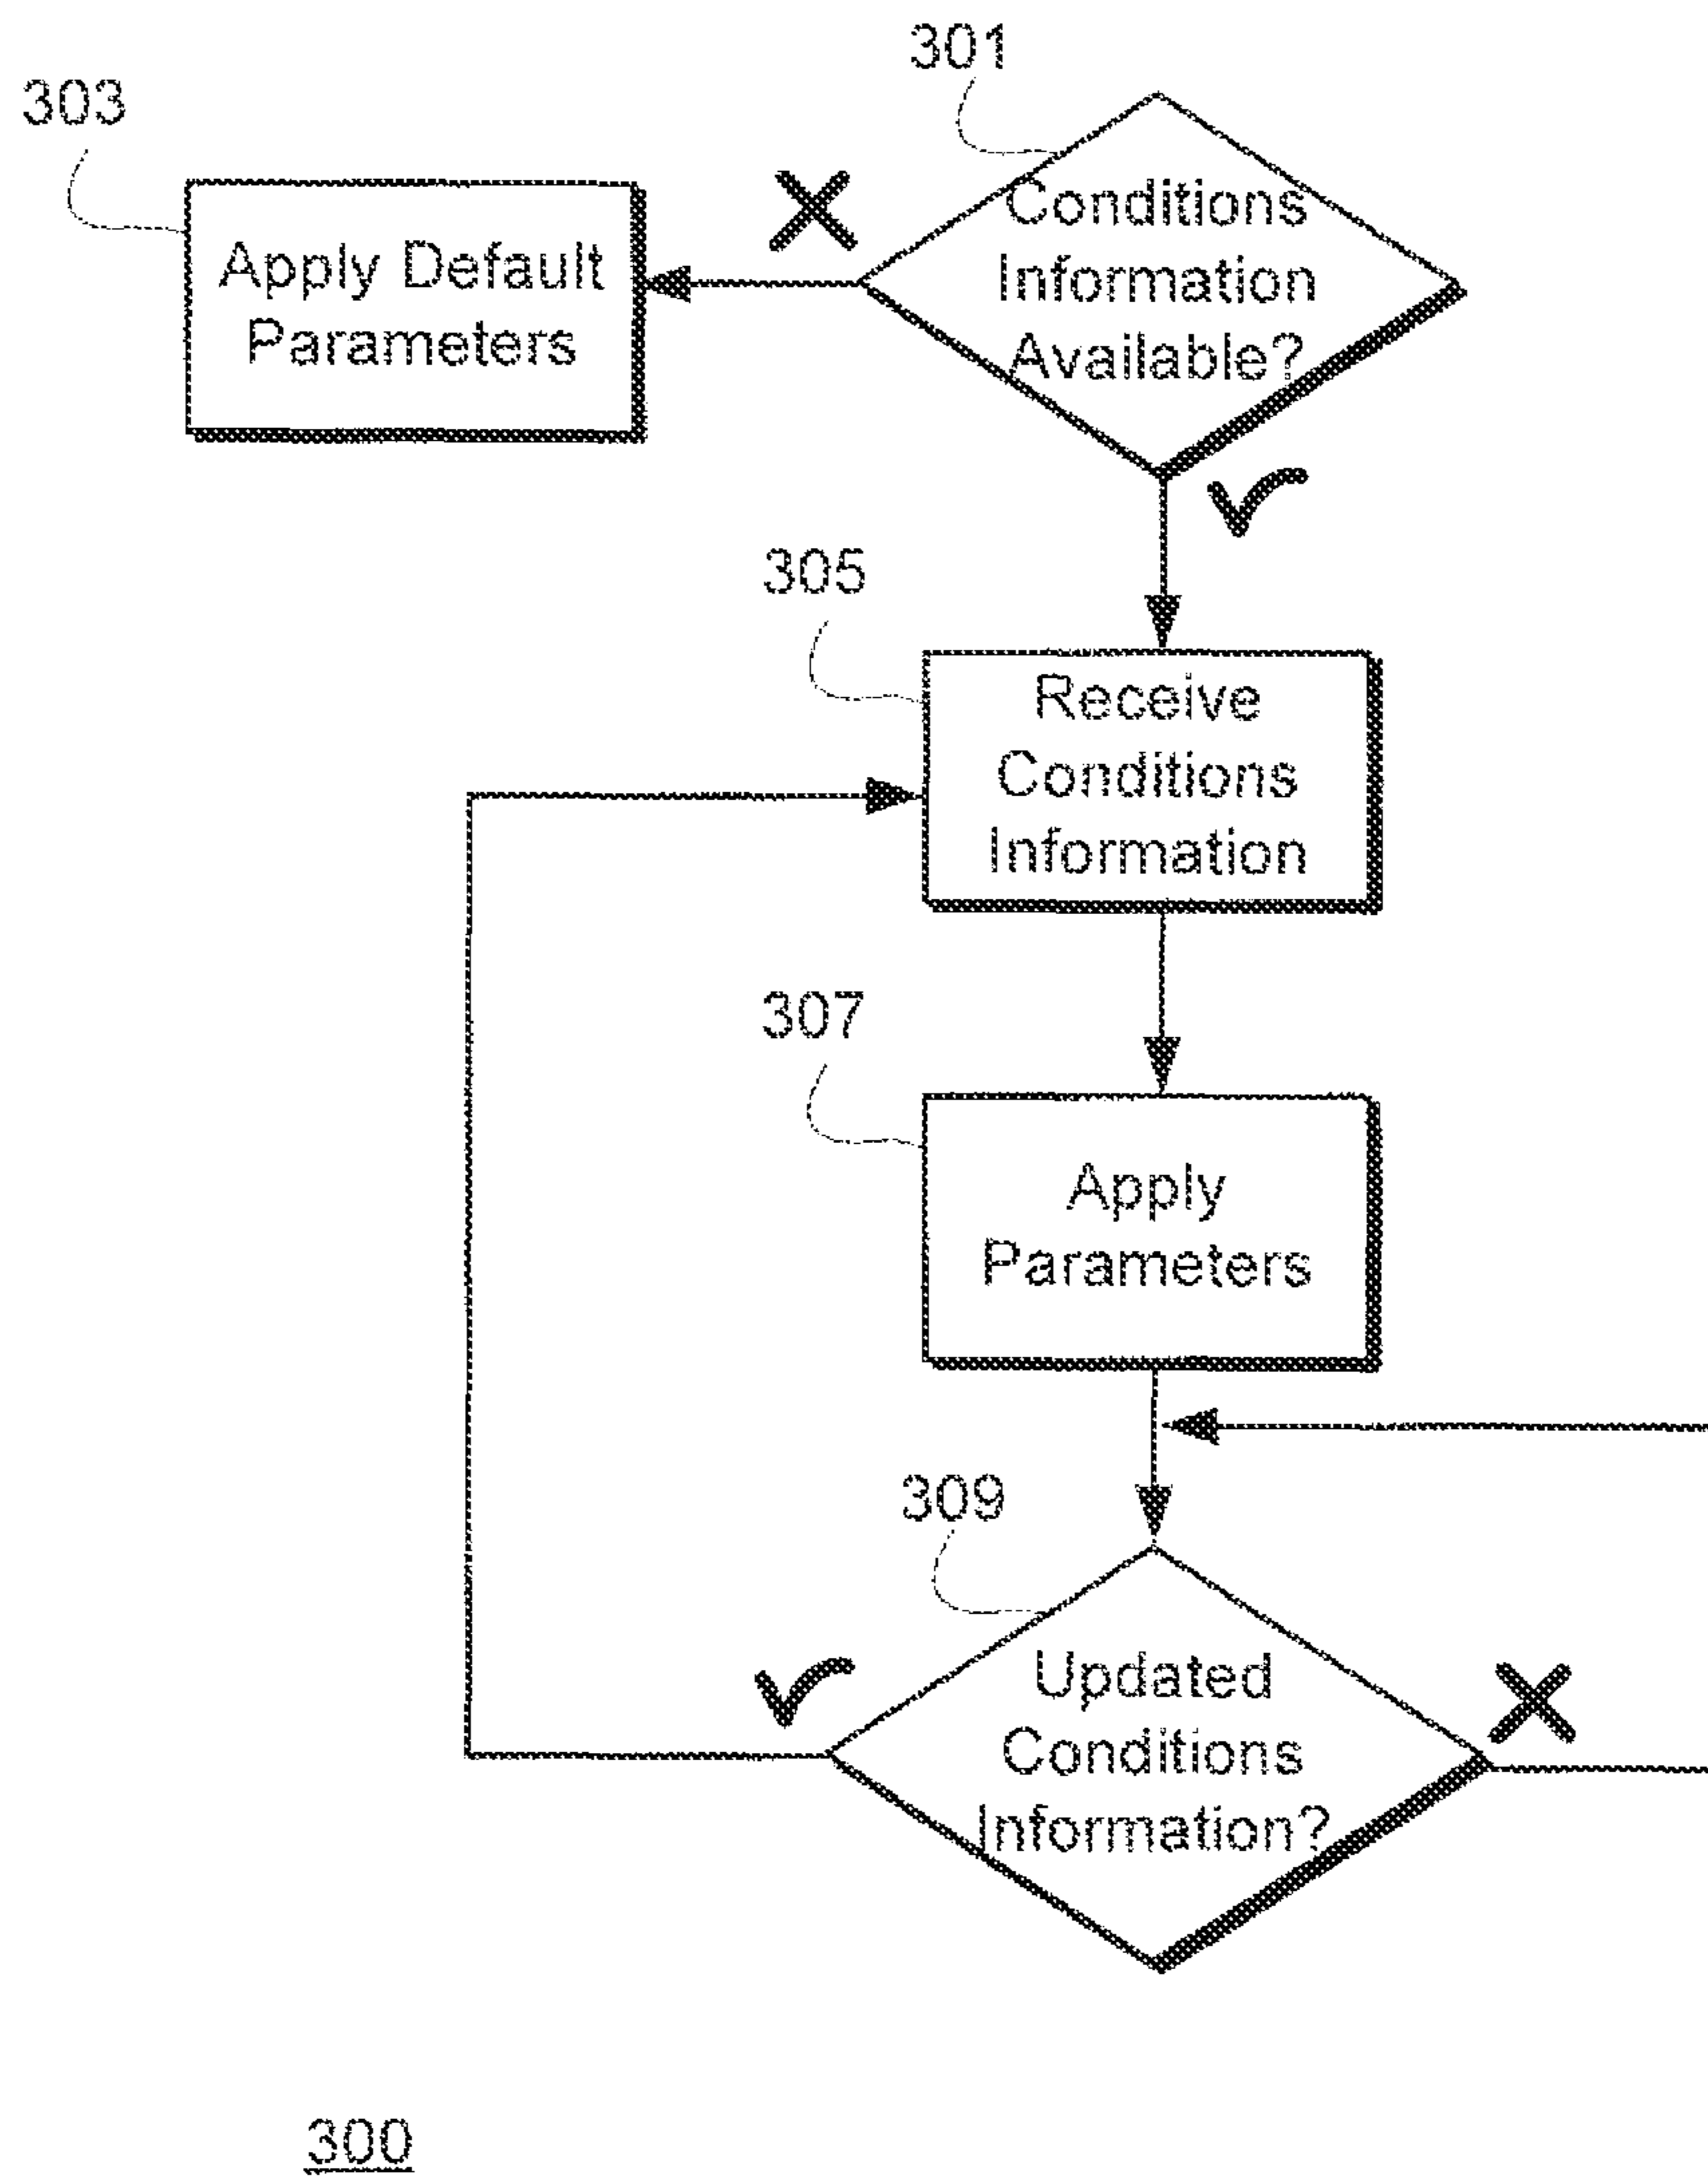 301
303
Conditions
Information
Available?
Apply Default
Parameters
305
Receive
Conditions
Information
307
Apply
Parameters
309
Updated
Conditions
Information?
300